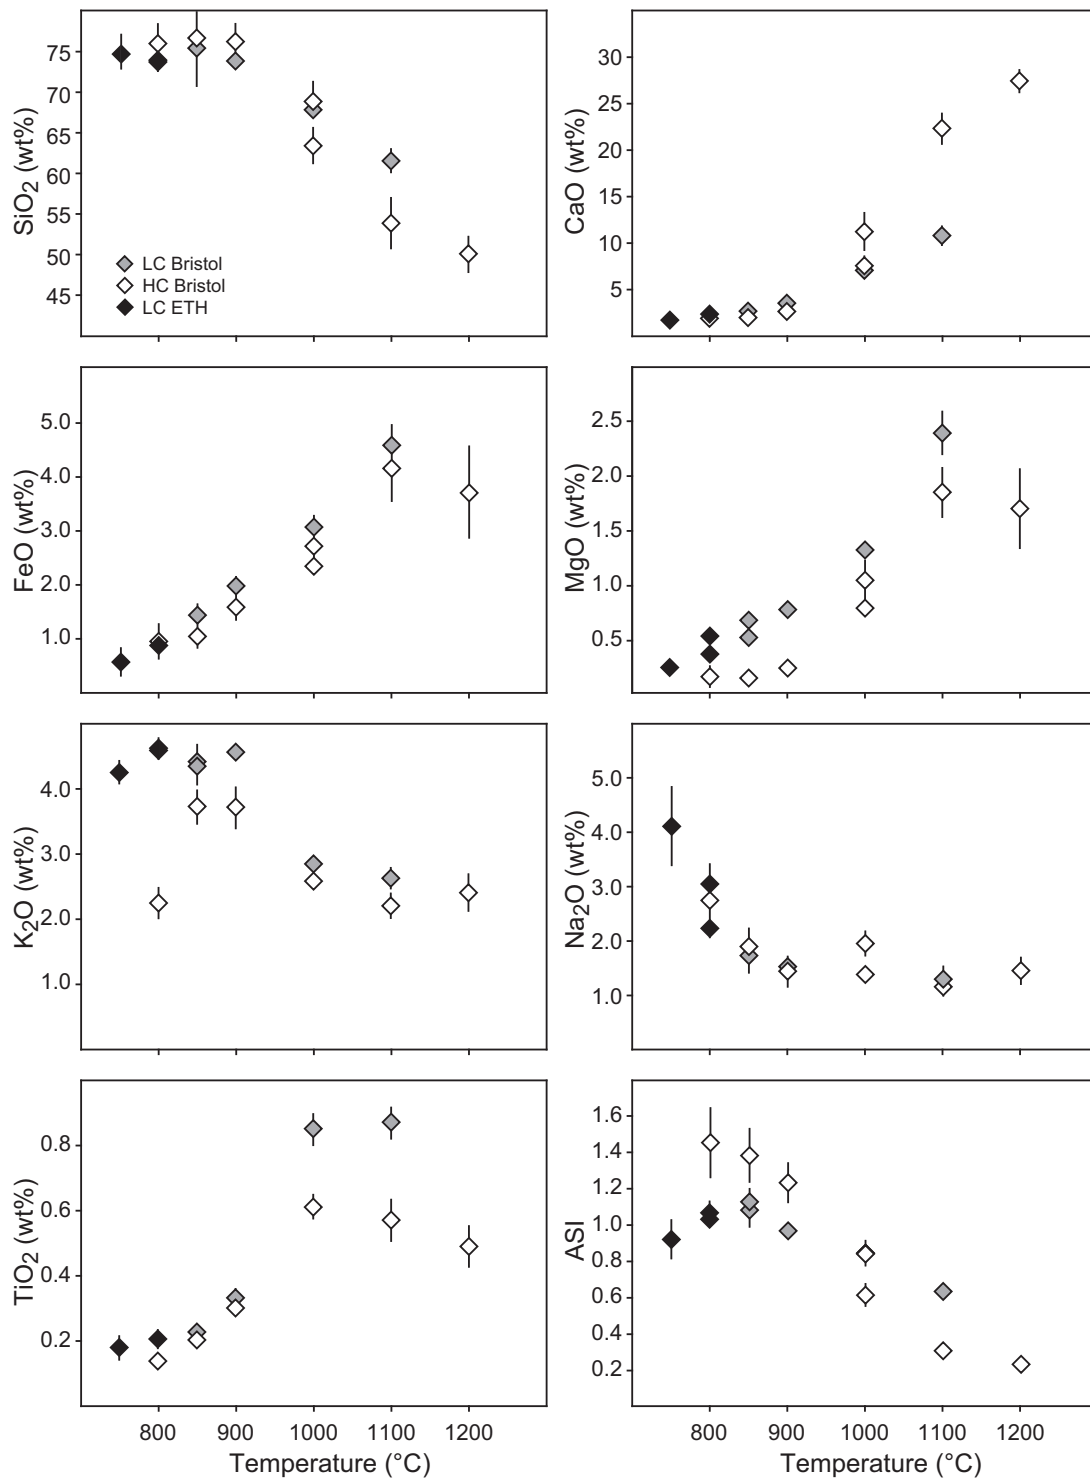 SiO2 (wt%)
75
70
65
60
55
50
45
LC Bristol
HC Bristol
LC ETH
CaO (wt%)
30
25
20
15
10
5
FeO (wt%)
5.0
4.0
3.0
2.0
1.0
MgO (wt%)
2.5
2.0
1.5
1.0
0.5
K2O (wt%)
4.0
3.0
2.0
1.0
Na2O (wt%)
5.0
4.0
3.0
2.0
1.0
TiO2 (wt%)
0.8
0.6
0.4
0.2
800 900 1000 1100 1200
Temperature (°C)
ASI
1.6
1.4
1.2
1.0
0.8
0.6
0.4
0.2
800 900 1000 1100 1200
Temperature (°C)